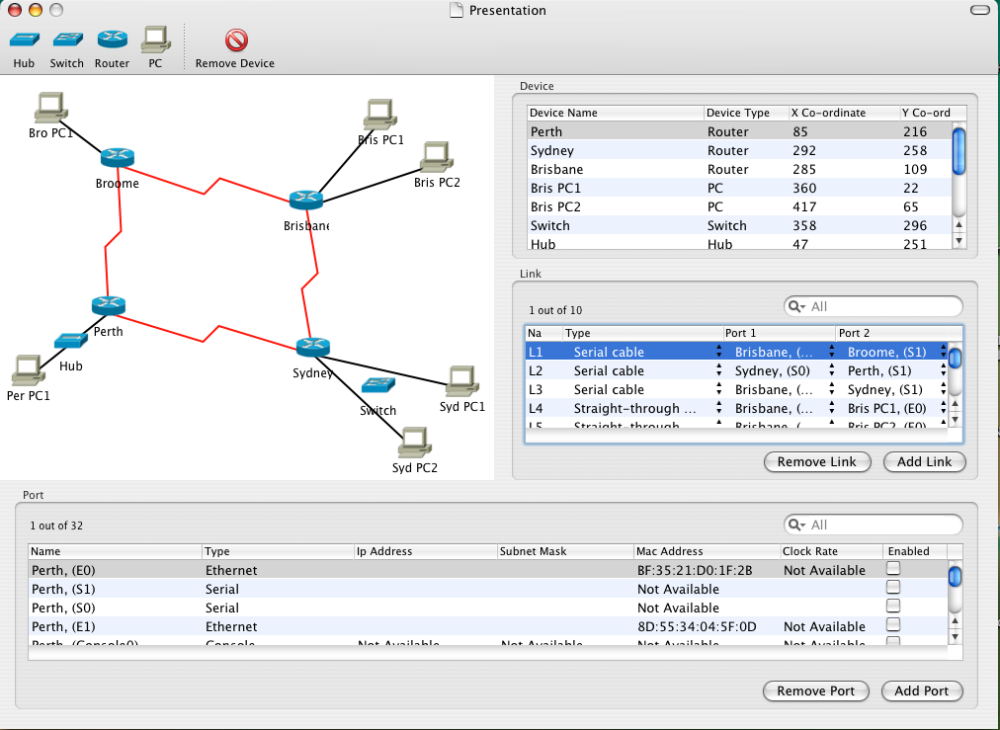 Presentation
Hub Switch Router PC Remove Device
Bro PC1
Broome
Bris PC1
Bris PC2
Brisbane
Perth
Hub
Per PC1
Sydney
Switch
Syd PC1
Syd PC2
Device
Device Name Device Type X Co-ordinate Y Co-ord
Perth Router 85 216
Sydney Router 292 258
Brisbane Router 285 109
Bris PC1 PC 360 22
Bris PC2 PC 417 65
Switch Switch 358 296
Hub Hub 47 251
Link
1 out of 10 All
Na Type Port 1 Port 2
L1 Serial cable Brisbane, (... Broome, (S1)
L2 Serial cable Sydney, (S0) Perth, (S1)
L3 Serial cable Brisbane, (... Sydney, (S1)
L4 Straight-through ... Brisbane, (... Bris PC1, (E0)
L5 Straight-through Brisbane, ( Bris PC2, (E0)
Remove Link Add Link
Port
1 out of 32 All
Name Type Ip Address Subnet Mask Mac Address Clock Rate Enabled
Perth, (E0) Ethernet BF:35:21:D0:1F:2B Not Available
Perth, (S1) Serial Not Available
Perth, (S0) Serial Not Available
Perth, (E1) Ethernet 8D:55:34:04:5F:0D Not Available
Perth, (Console0) Console Not Available Not Available Not Available Not Available
Remove Port Add Port